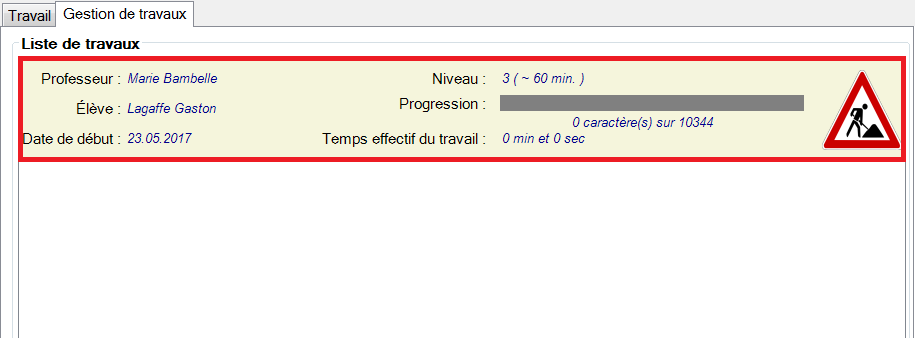 Travail
Gestion de travaux
Liste de travaux
Professeur : Marie Bambelle
Niveau : 3 ( ~ 60 min. )
Élève : Lagaffe Gaston
Progression :
0 caractère(s) sur 10344
Date de début : 23.05.2017
Temps effectif du travail : 0 min et 0 sec